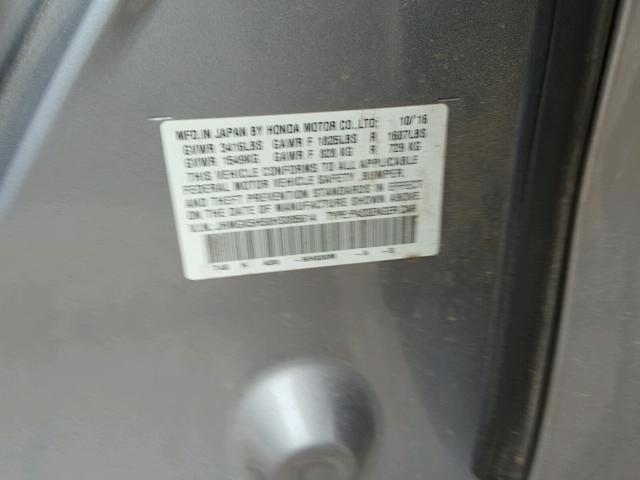 MFD.IN JAPAN BY HONDA MOTOR CO.,LTD: 10/'16
GVWR 3416LBS GAWR F 1825LBS R 1607LBS
GVWR 1549KG GAWR F 828 KG R 729 KG
THIS VEHICLE CONFORMS TO ALL APPLICABLE
FEDERAL MOTOR VEHICLE SAFETY ,BUMPER,
AND THEFT PREVENTION STANDARDS IN EFFECT
ON THE DATE OF MANUFACTURE SHOWN ABOVE.
V.I.N.: TYPE:PASSENGER CAR